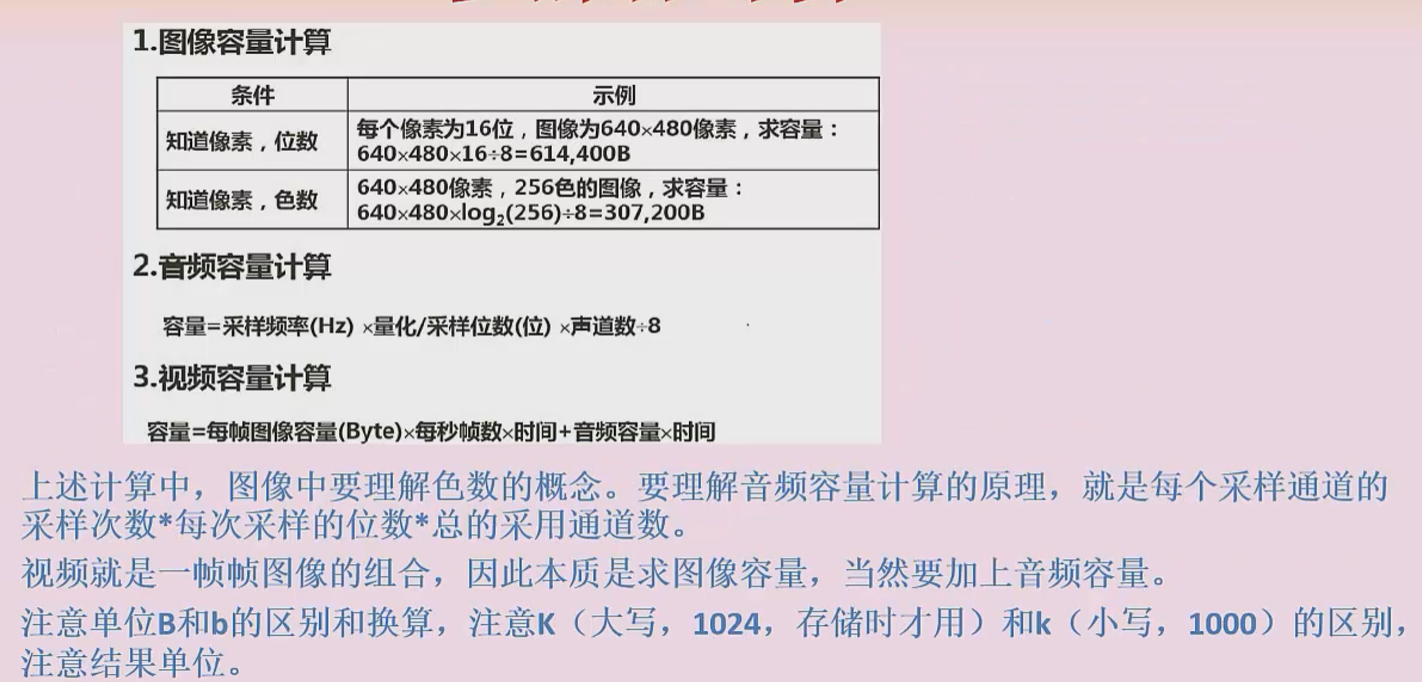 1.图像容量计算
条件 示例
知道像素，位数 每个像素为16位，图像为640×480像素，求容量：
640×480×16÷8=614,400B
知道像素，色数 640×480像素，256色的图像，求容量：
640×480×log₂(256)÷8=307,200B
2.音频容量计算
容量=采样频率(Hz) ×量化/采样位数(位) ×声道数÷8
3.视频容量计算
容量=每帧图像容量(Byte)×每秒帧数×时间+音频容量×时间
上述计算中，图像中要理解色数的概念。要理解音频容量计算的原理，就是每个采样通道的
采样次数*每次采样的位数*总的采用通道数。
视频就是一帧帧图像的组合，因此本质是求图像容量，当然要加上音频容量。
注意单位B和b的区别和换算，注意K（大写，1024，存储时才用）和k（小写，1000）的区别，
注意结果单位。